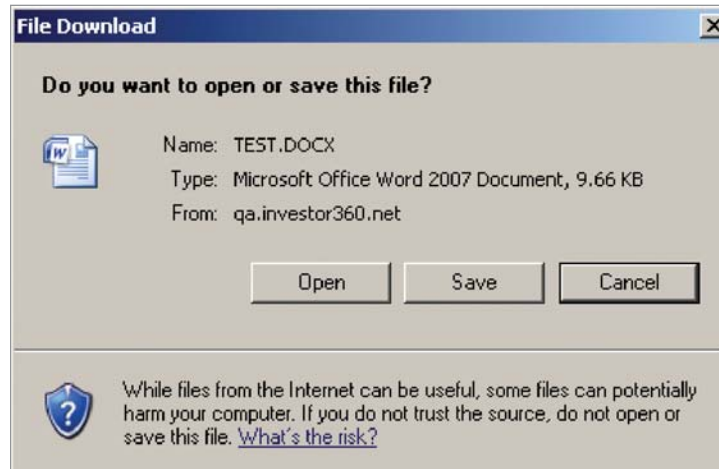 File Download
Do you want to open or save this file?
Name: TEST.DOCX
Type: Microsoft Office Word 2007 Document, 9.66 KB
From: qa.investor360.net
Open Save Cancel
While files from the Internet can be useful, some files can potentially
harm your computer. If you do not trust the source, do not open or
save this file. What's the risk?